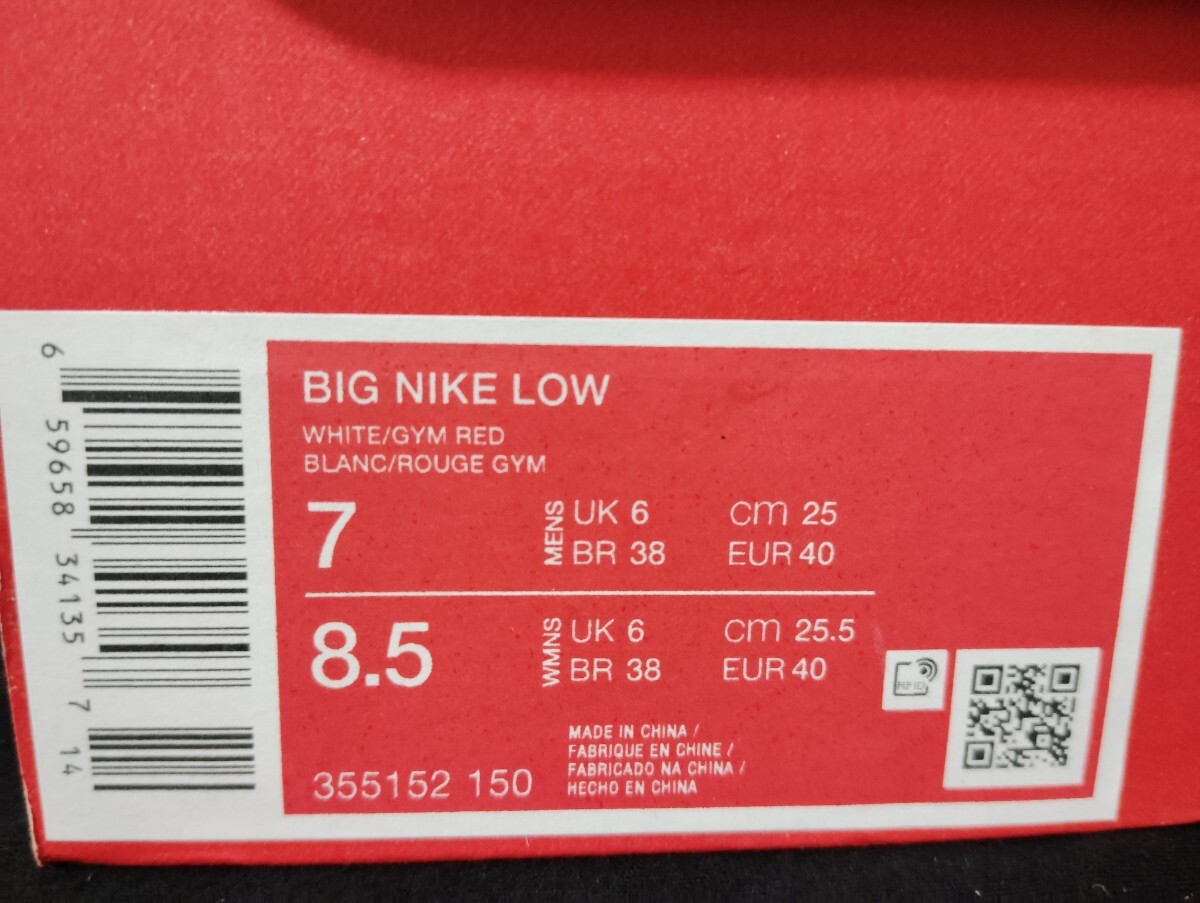 6 59658 34135 7 14
BIG NIKE LOW
WHITE/GYM RED
BLANC/ROUGE GYM
7
MENS
UK 6 cm 25
BR 38 EUR 40
8.5
WMNS
UK 6 cm 25.5
BR 38 EUR 40
MADE IN CHINA /
FABRIQUE EN CHINE /
FABRICADO NA CHINA /
HECHO EN CHINA
355152 150